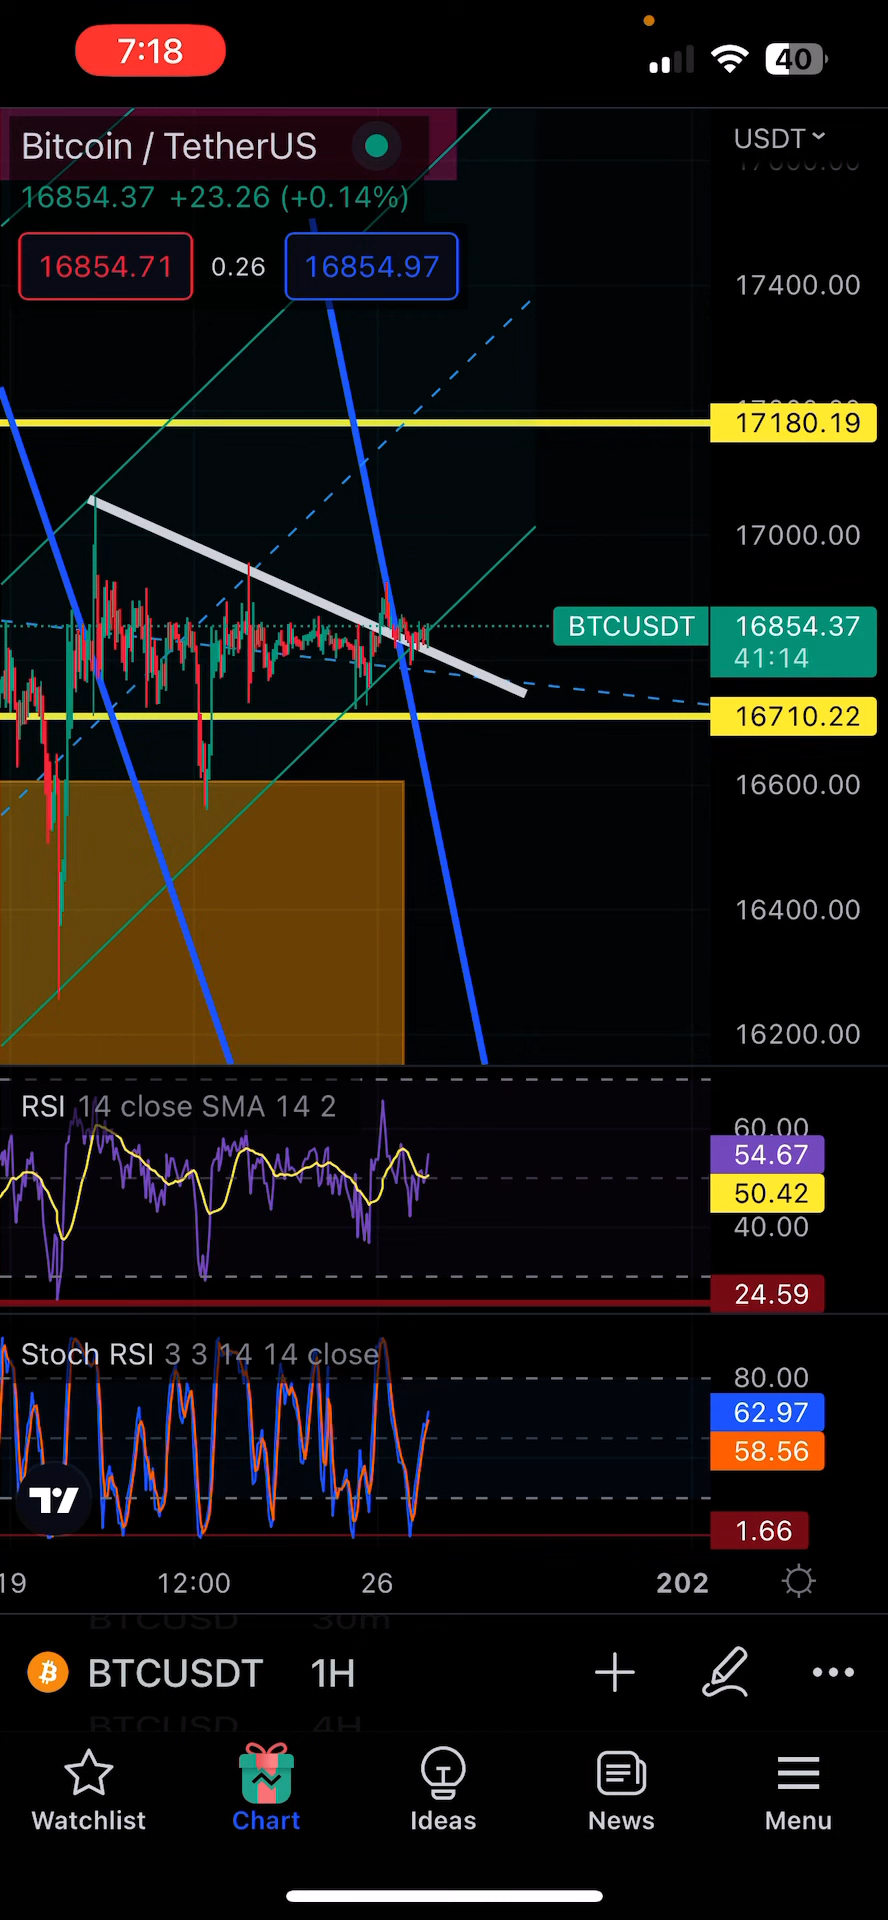 7:18
40
Bitcoin / TetherUS
USDT
16854.37 +23.26 (+0.14%)
16854.71
0.26
16854.97
17400.00
17180.19
17000.00
BTCUSDT
16854.37
41:14
16710.22
16600.00
16400.00
16200.00
RSI 14 close SMA 14 2
60.00
54.67
50.42
40.00
24.59
Stoch RSI 3 3 14 14 close
80.00
62.97
58.56
1.66
19
12:00
26
202
BTCUSD 30m
BTCUSDT 1H
BTCUSD 4H
Watchlist
Chart
Ideas
News
Menu